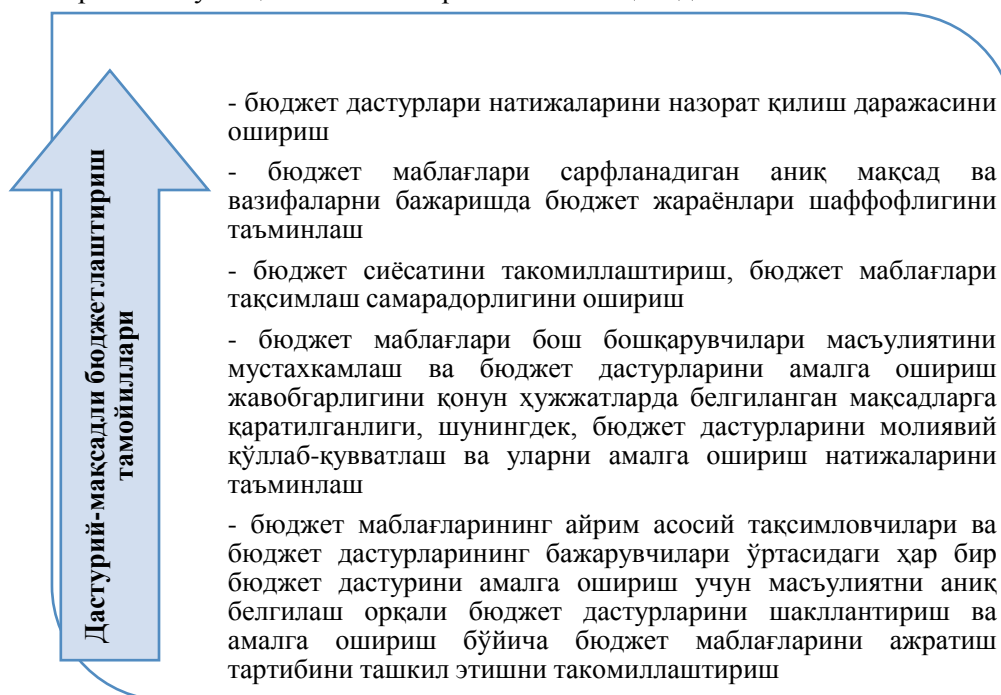 Дастурий-мақсадли бюджетлаштириш
тамойиллари
- бюджет дастурлари натижаларини назорат қилиш даражасини
ошириш
- бюджет маблағлари сарфланадиган аниқ мақсад ва
вазифаларни бажаришда бюджет жараёнлари шаффофлигини
таъминлаш
- бюджет сиёсатини такомиллаштириш, бюджет маблағлари
тақсимлаш самарадорлигини ошириш
- бюджет маблағлари бош бошқарувчилари масъулиятини
мустахкамлаш ва бюджет дастурларини амалга ошириш
жавобгарлигини қонун ҳужжатларда белгиланган мақсадларга
қаратилганлиги, шунингдек, бюджет дастурларини молиявий
қўллаб-қувватлаш ва уларни амалга ошириш натижаларини
таъминлаш
- бюджет маблағларининг айрим асосий тақсимловчилари ва
бюджет дастурларининг бажарувчилари ўртасидаги ҳар бир
бюджет дастурини амалга ошириш учун масъулиятни аниқ
белгилаш орқали бюджет дастурларини шакллантириш ва
амалга ошириш бўйича бюджет маблағларини ажратиш
тартибини ташкил этишни такомиллаштириш